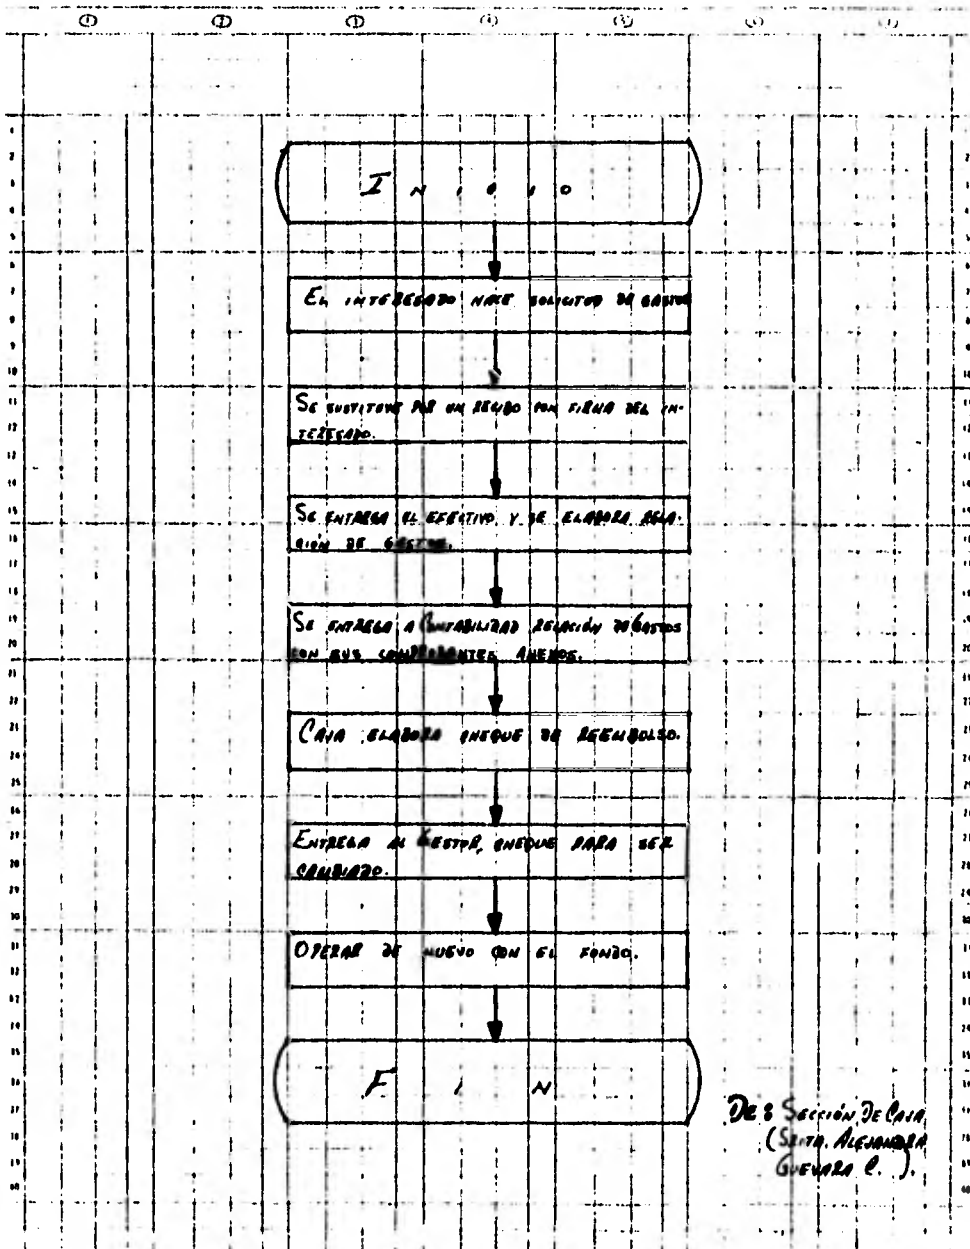 Inicio
El interesado hace solicitud de gastos
Se sustituye por un recibo con firma del in-
teresado.
Se entrega el efectivo y se elabora rela-
ción de gastos.
Se entrega a Contabilidad relación de Gastos
con sus comprobantes anexos.
Caja elabora cheque de reembolso.
Entrega al Gestor, cheque para ser
cambiado.
Operar de nuevo con el fondo.
Fin
De: Sección de Caja
(Srita. Alejandra
Guevara C.).